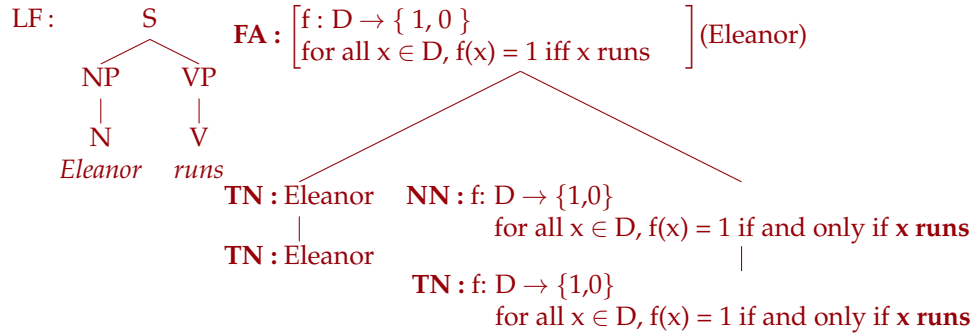 LF: S
FA : [f : D → { 1, 0 }
for all x ∈ D, f(x) = 1 iff x runs ] (Eleanor)
NP VP
N V
Eleanor runs
TN : Eleanor NN : f: D → {1,0}
for all x ∈ D, f(x) = 1 if and only if x runs
TN : Eleanor
TN : f: D → {1,0}
for all x ∈ D, f(x) = 1 if and only if x runs